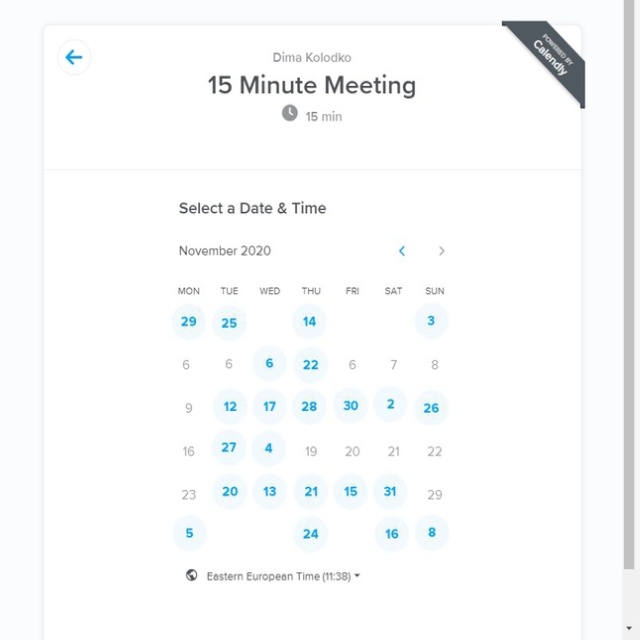 Dima Kolodko
15 Minute Meeting
15 min
POWERED BY
Calendly
Select a Date & Time
November 2020
MON TUE WED THU FRI SAT SUN
29 25 14 3
6 6 6 22 6 7 8
9 12 17 28 30 2 26
16 27 4 19 20 21 22
23 20 13 21 15 31 29
5 24 16 8
Eastern European Time (11:38)